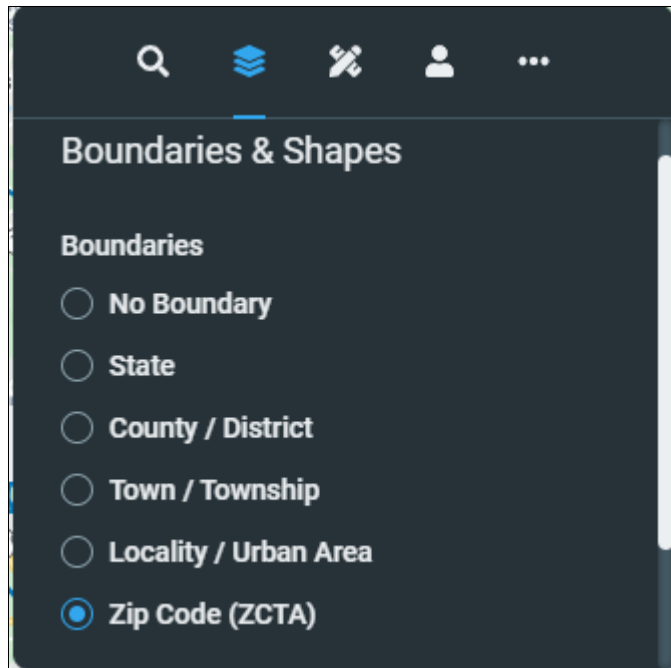 Boundaries & Shapes
Boundaries
No Boundary
State
County / District
Town / Township
Locality / Urban Area
Zip Code (ZCTA)